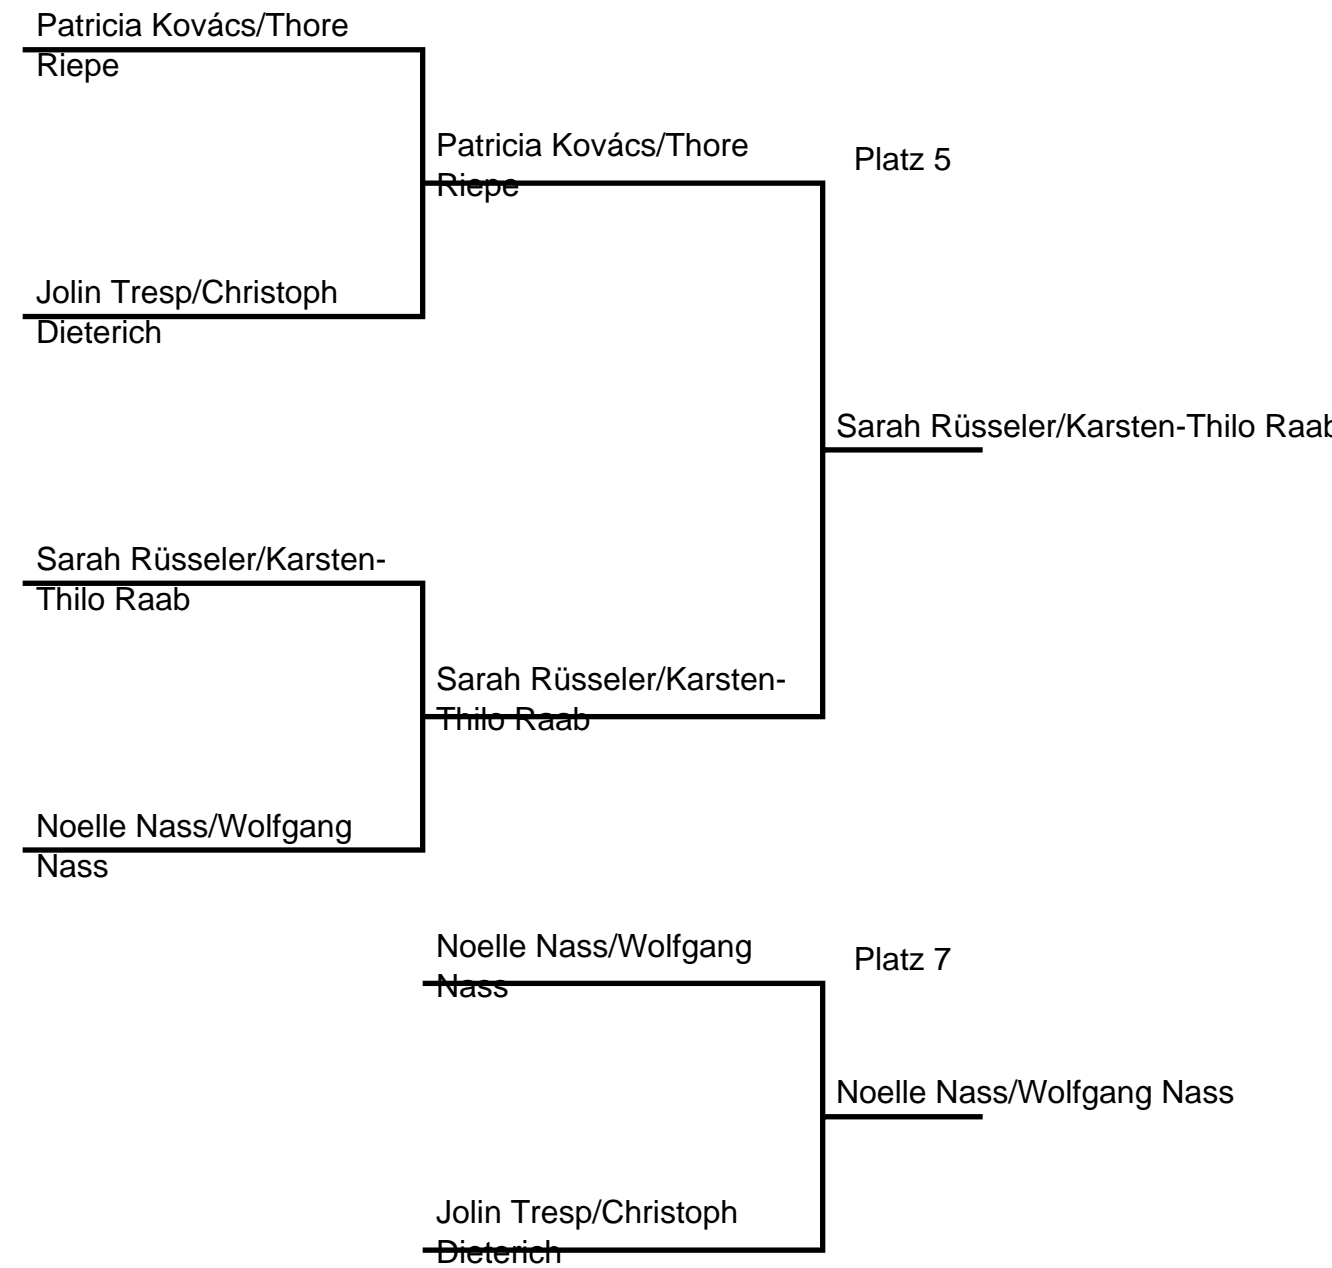 Patricia Kovács/Thore
Riepe
Patricia Kovács/Thore
Riepe
Platz 5
Jolin Tresp/Christoph
Dieterich
Sarah Rüsseler/Karsten-Thilo Raab
Sarah Rüsseler/Karsten-
Thilo Raab
Sarah Rüsseler/Karsten-
Thilo Raab
Noelle Nass/Wolfgang
Nass
Noelle Nass/Wolfgang
Nass
Platz 7
Noelle Nass/Wolfgang Nass
Jolin Tresp/Christoph
Dieterich